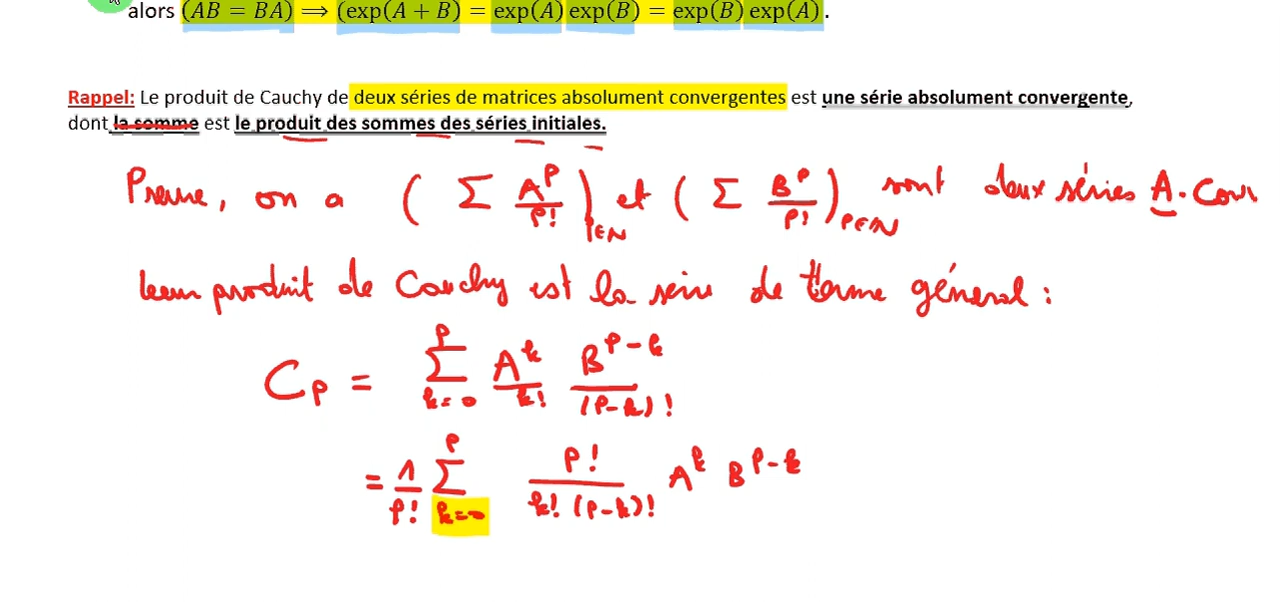 alors (AB = BA) ⟹ (exp(A + B) = exp(A) exp(B) = exp(B) exp(A).
Rappel: Le produit de Cauchy de deux séries de matrices absolument convergentes est une série absolument convergente,
dont la somme est le produit des sommes des séries initiales.
Preuve, on a ( Σ A^p/p! )_{p∈N} et ( Σ B^p/p! )_{p∈N} sont deux séries A. Conv
leur produit de Cauchy est la série de terme général :
C_p = Σ_{k=0}^{p} A^k/k! B^{p-k}/(p-k)!
= 1/p! Σ_{k=0}^{p} p!/(k!(p-k)!) A^k B^{p-k}